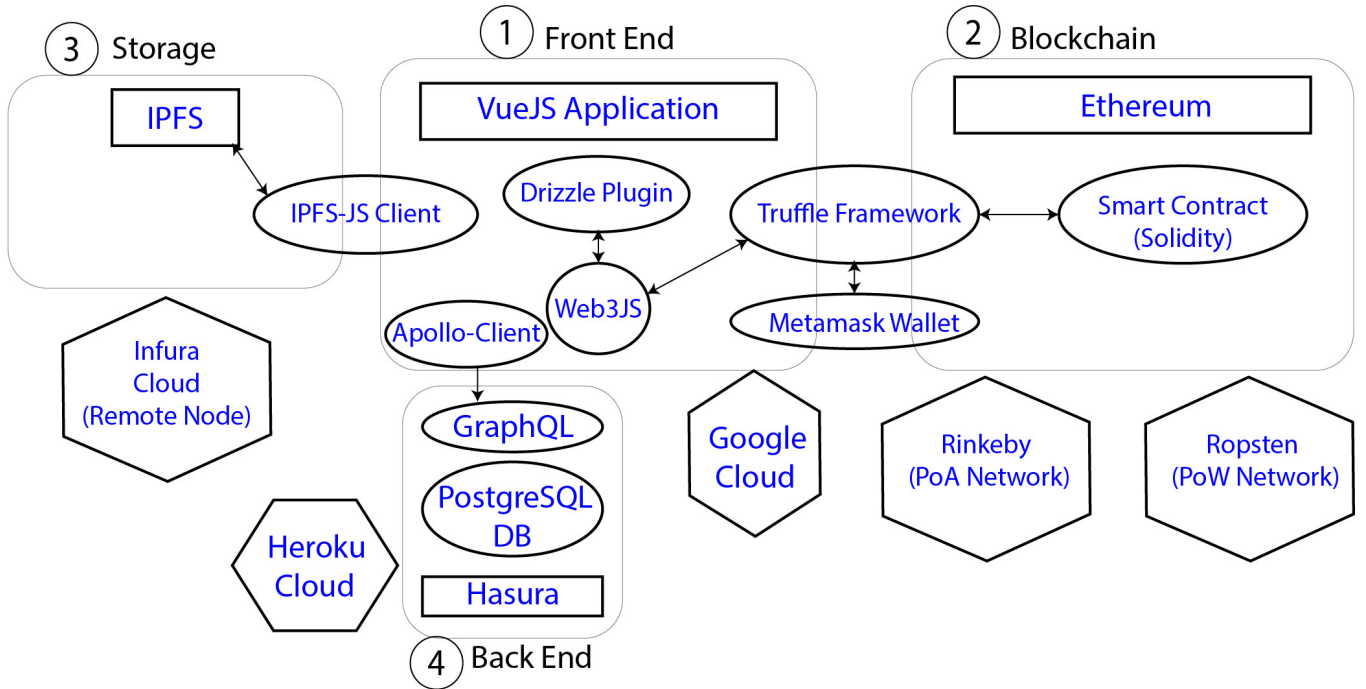 3 Storage
IPFS
IPFS-JS Client
Infura
Cloud
(Remote Node)
1 Front End
VueJS Application
Drizzle Plugin
Web3JS
Apollo-Client
Truffle Framework
Metamask Wallet
2 Blockchain
Ethereum
Smart Contract
(Solidity)
GraphQL
PostgreSQL
DB
Hasura
4 Back End
Heroku
Cloud
Google
Cloud
Rinkeby
(PoA Network)
Ropsten
(PoW Network)